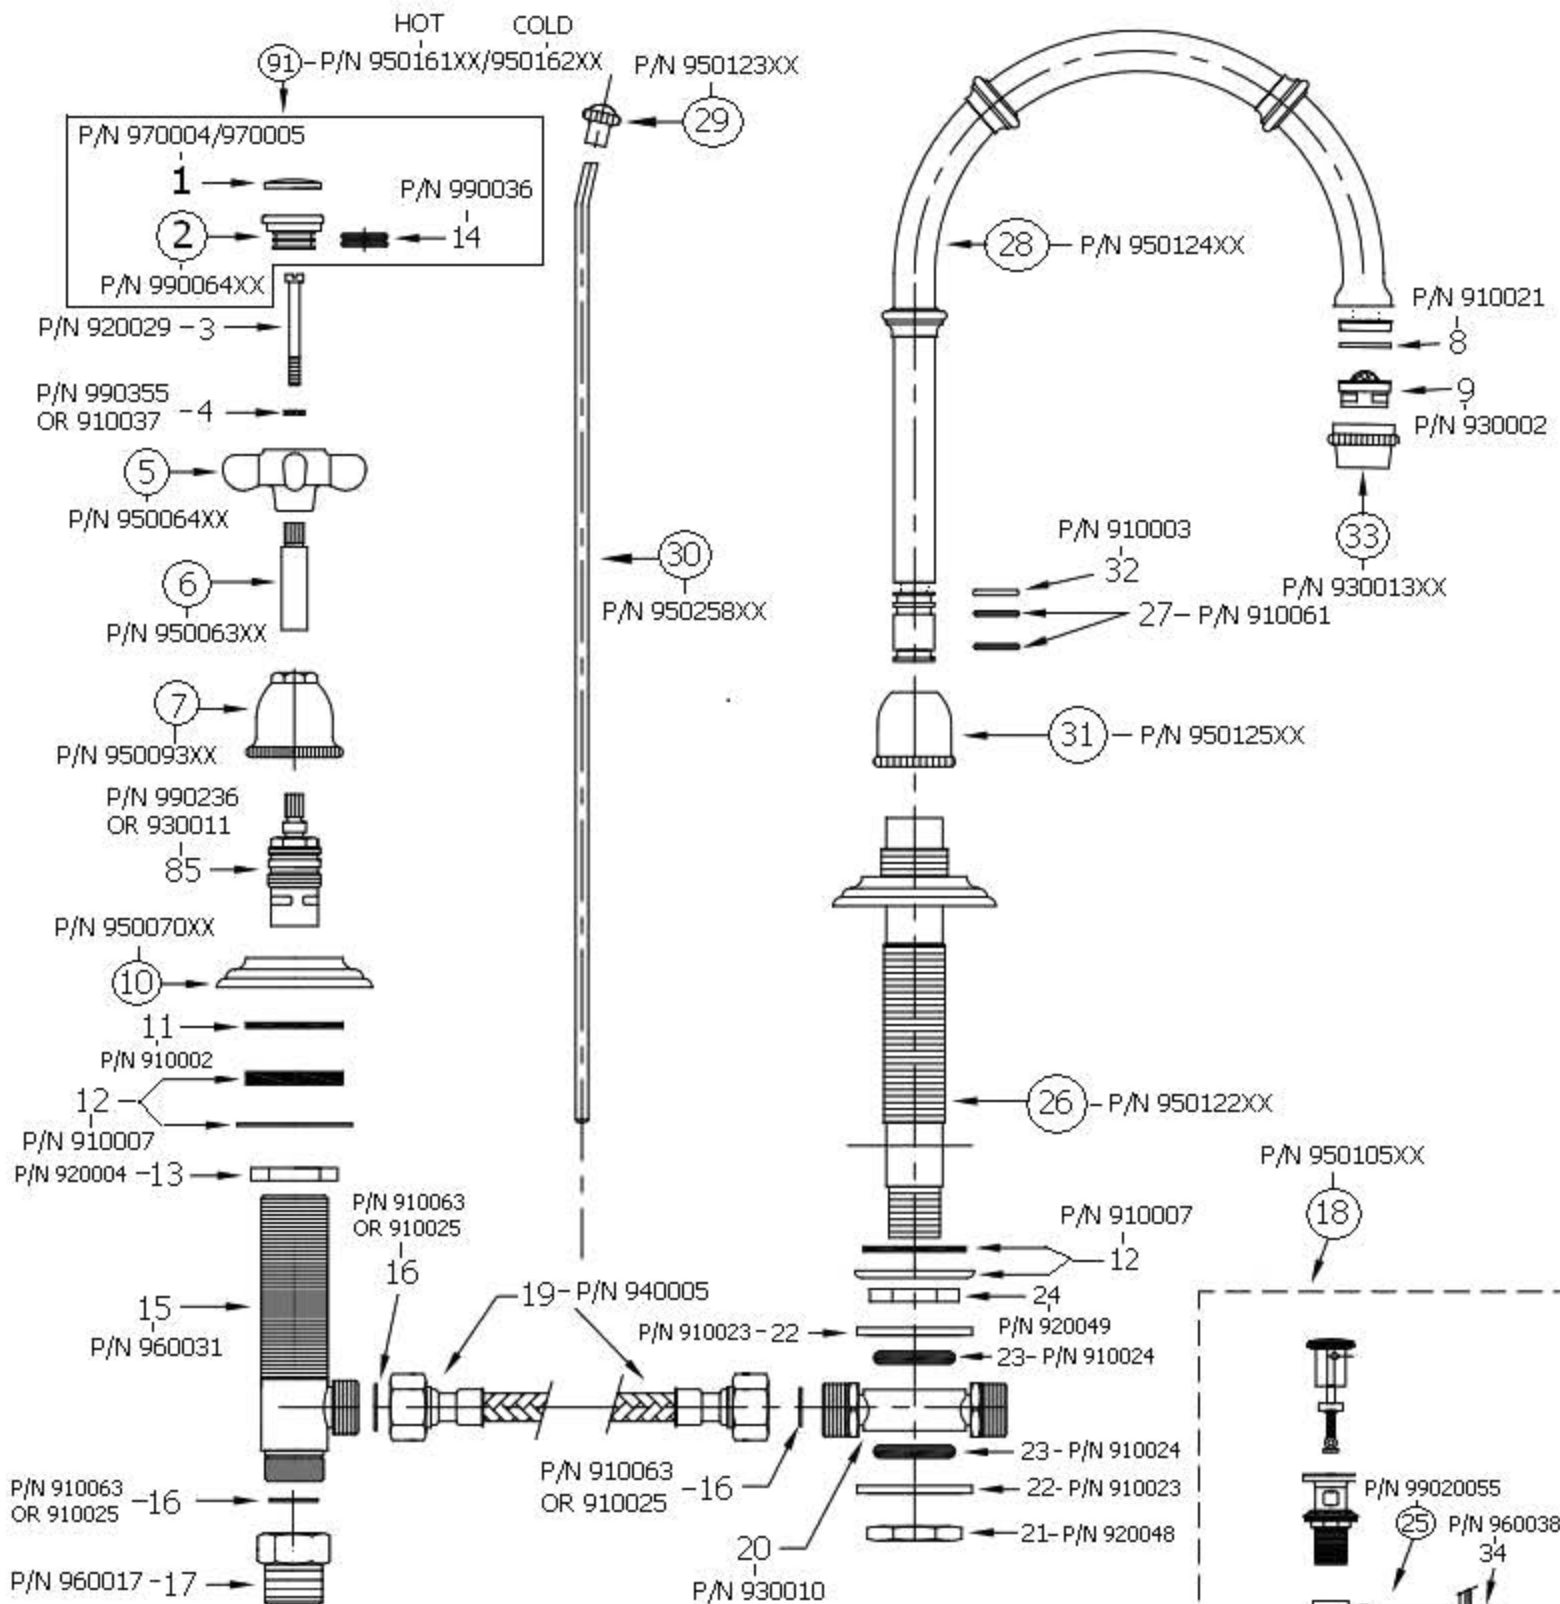 HOT COLD
91 - P/N 950161XX/950162XX
P/N 970004/970005
1
P/N 990036
14
2
P/N 990064XX
P/N 920029 - 3
P/N 990355
OR 910037 - 4
5
P/N 950064XX
6
P/N 950063XX
7
P/N 950093XX
P/N 990236
OR 930011
85
P/N 950070XX
10
11
P/N 910002
12
P/N 910007
P/N 920004 - 13
P/N 910063
OR 910025
16
15
P/N 960031
P/N 910063
OR 910025 - 16
P/N 960017 - 17
P/N 950123XX
29
30
P/N 950258XX
19 - P/N 940005
P/N 910063
OR 910025 - 16
28 - P/N 950124XX
P/N 910021
8
9
P/N 930002
33
P/N 930013XX
P/N 910003
32
27 - P/N 910061
31 - P/N 950125XX
26 - P/N 950122XX
P/N 910007
12
24
P/N 920049
P/N 910023 - 22
23 - P/N 910024
23 - P/N 910024
22 - P/N 910023
21 - P/N 920048
20
P/N 930010
P/N 950105XX
18
P/N 99020055
25
P/N 960038
34